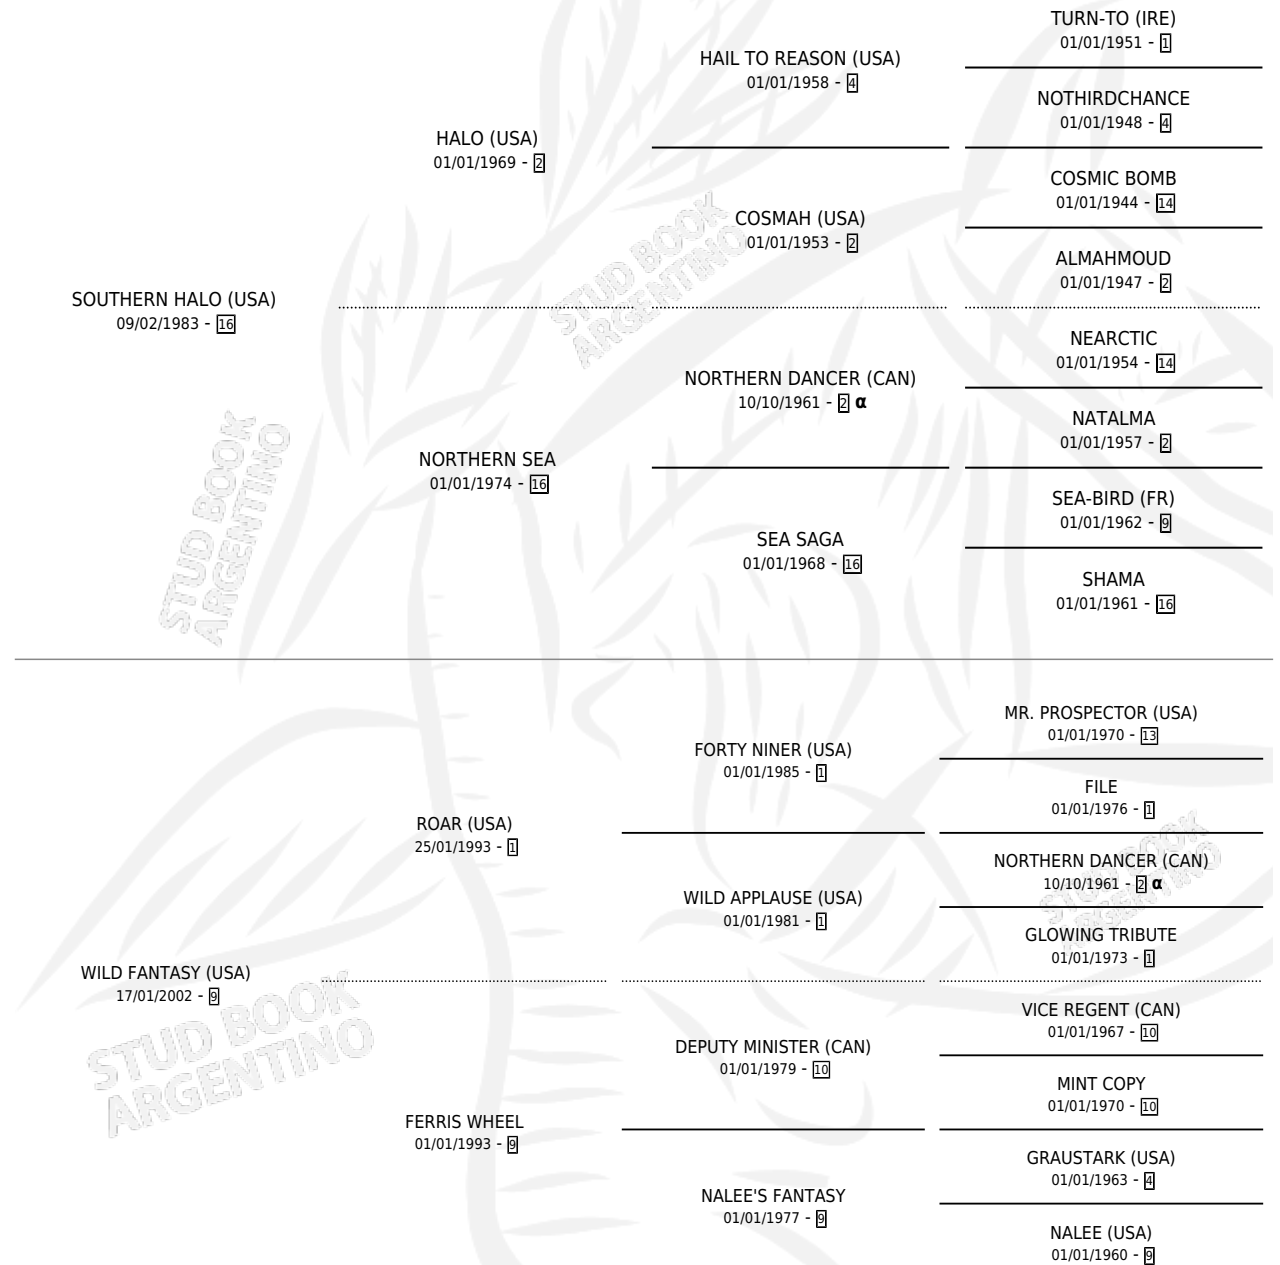 TURN-TO (IRE)
01/01/1951 - 1
HAIL TO REASON (USA)
01/01/1958 - 4
NOTHIRDCHANCE
01/01/1948 - 4
HALO (USA)
01/01/1969 - 2
COSMIC BOMB
01/01/1944 - 14
COSMAH (USA)
01/01/1953 - 2
ALMAHMOUD
01/01/1947 - 2
SOUTHERN HALO (USA)
09/02/1983 - 16
NEARCTIC
01/01/1954 - 14
NORTHERN DANCER (CAN)
10/10/1961 - 2 α
NATALMA
01/01/1957 - 2
NORTHERN SEA
01/01/1974 - 16
SEA-BIRD (FR)
01/01/1962 - 9
SEA SAGA
01/01/1968 - 16
SHAMA
01/01/1961 - 16
MR. PROSPECTOR (USA)
01/01/1970 - 13
FORTY NINER (USA)
01/01/1985 - 1
FILE
01/01/1976 - 1
ROAR (USA)
25/01/1993 - 1
NORTHERN DANCER (CAN)
10/10/1961 - 2 α
WILD APPLAUSE (USA)
01/01/1981 - 1
GLOWING TRIBUTE
01/01/1973 - 1
WILD FANTASY (USA)
17/01/2002 - 9
VICE REGENT (CAN)
01/01/1967 - 10
DEPUTY MINISTER (CAN)
01/01/1979 - 10
MINT COPY
01/01/1970 - 10
FERRIS WHEEL
01/01/1993 - 9
GRAUSTARK (USA)
01/01/1963 - 4
NALEE'S FANTASY
01/01/1977 - 9
NALEE (USA)
01/01/1960 - 9
STUD BOOK
ARGENTINO
STUD BOOK
ARGENTINO
STUD BOOK
ARGENTINO
STUD BOOK
ARGENTINO